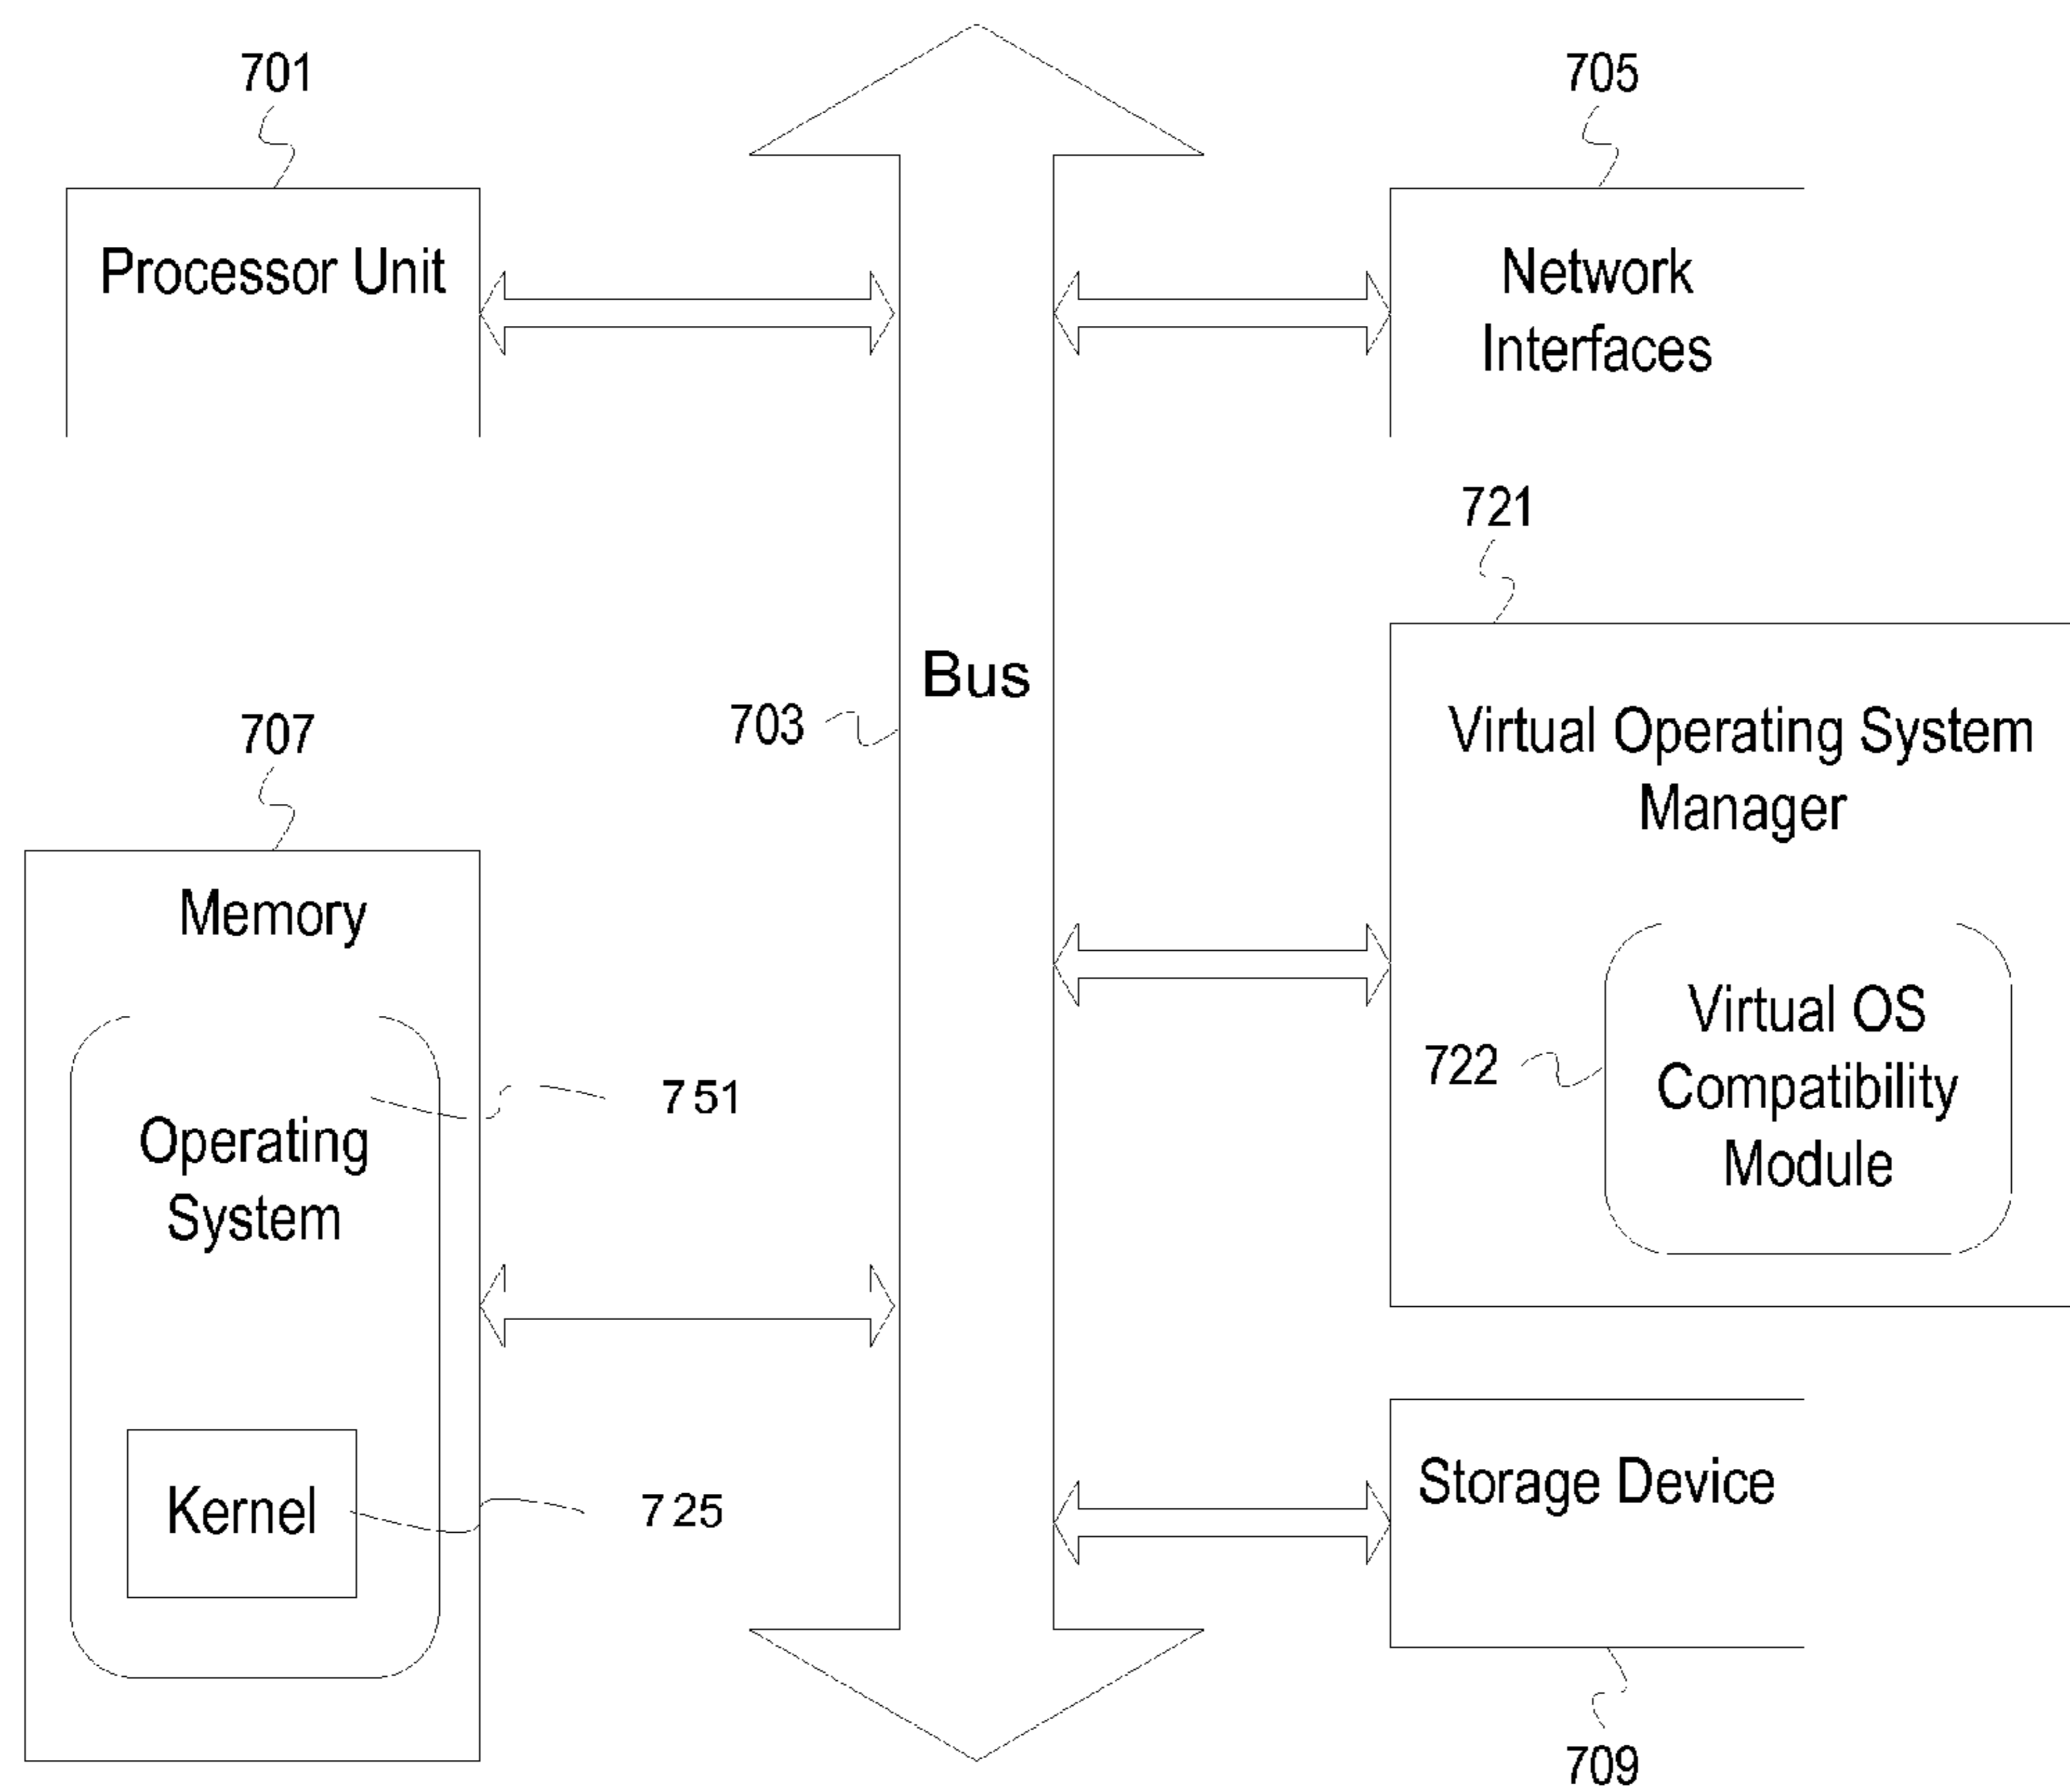 701
Processor Unit
705
Network
Interfaces
Bus
703
721
Virtual Operating System
Manager
722
Virtual OS
Compatibility
Module
707
Memory
751
Operating
System
Kernel
725
Storage Device
709